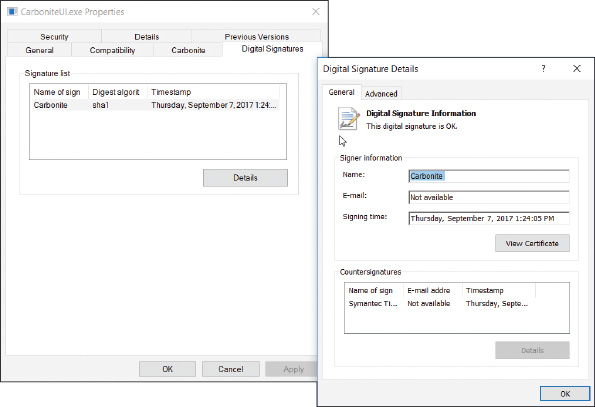 CarboniteUI.exe Properties
Security Details Previous Versions
General Compatibility Carbonite Digital Signatures
Signature list
Name of sign Digest algorit Timestamp
Carbonite sha1 Thursday, September 7, 2017 1:24:...
Details
OK Cancel Apply
Digital Signature Details ?
General Advanced
Digital Signature Information
This digital signature is OK.
Signer information
Name: Carbonite
E-mail: Not available
Signing time: Thursday, September 7, 2017 1:24:05 PM
View Certificate
Countersignatures
Name of sign E-mail addre Timestamp
Symantec Ti... Not available Thursday, Septe...
Details
OK